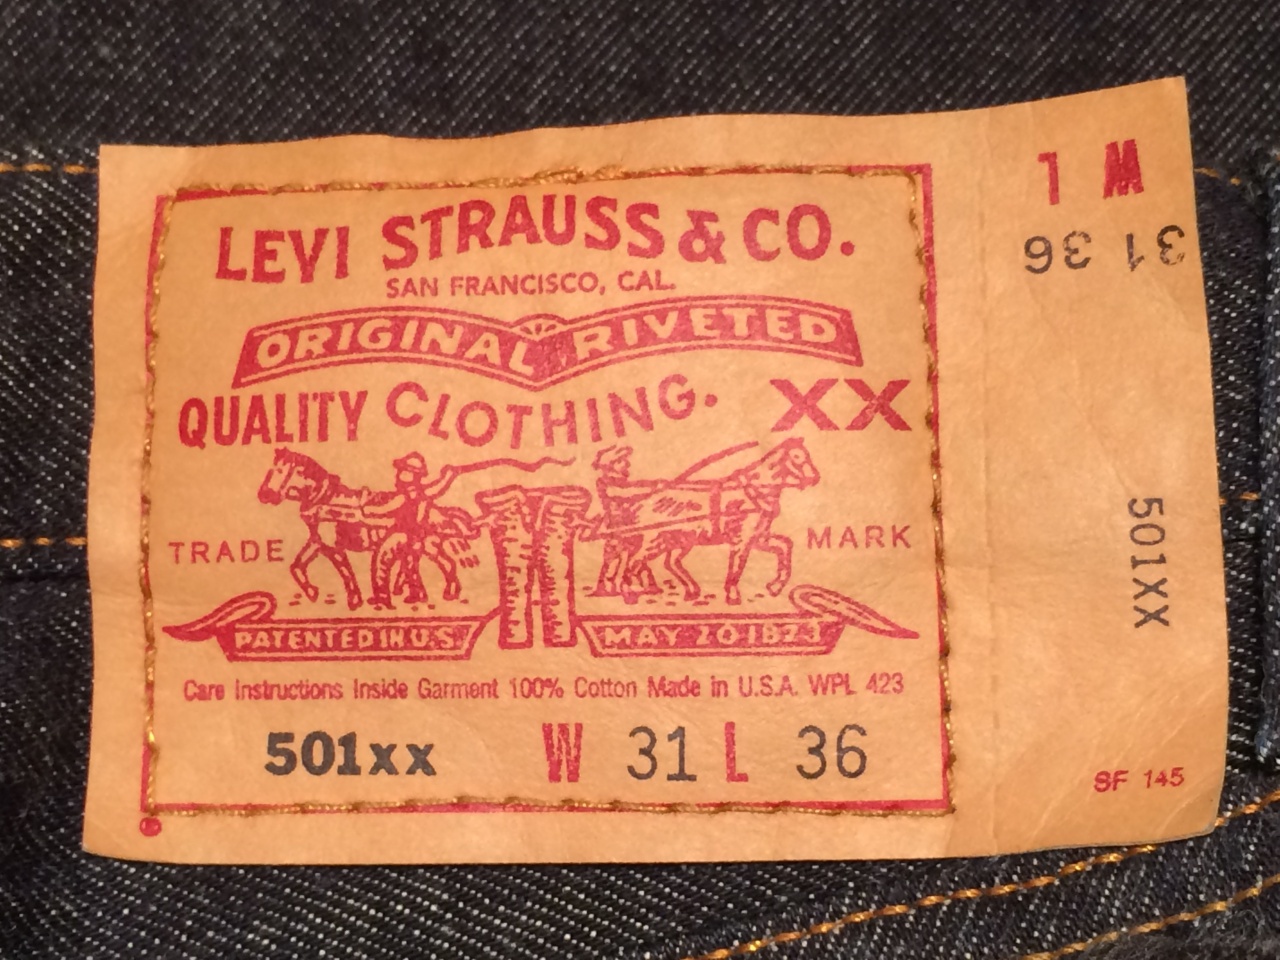 LEVI STRAUSS & CO.
SAN FRANCISCO, CAL.
ORIGINAL RIVETED
QUALITY CLOTHING. XX
TRADE MARK
PATENTED IN U.S MAY 20 1873
Care Instructions Inside Garment 100% Cotton Made in U.S.A. WPL 423
501xx W 31 L 36
W L
31 36
501XX
SF 145